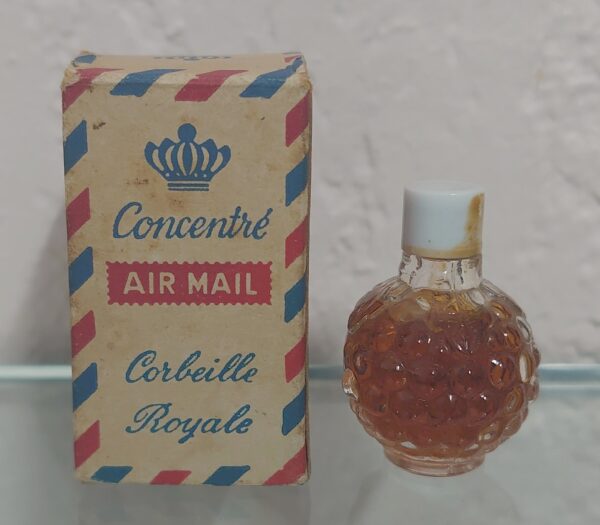 Concentré
AIR MAIL
Corbeille
Royale